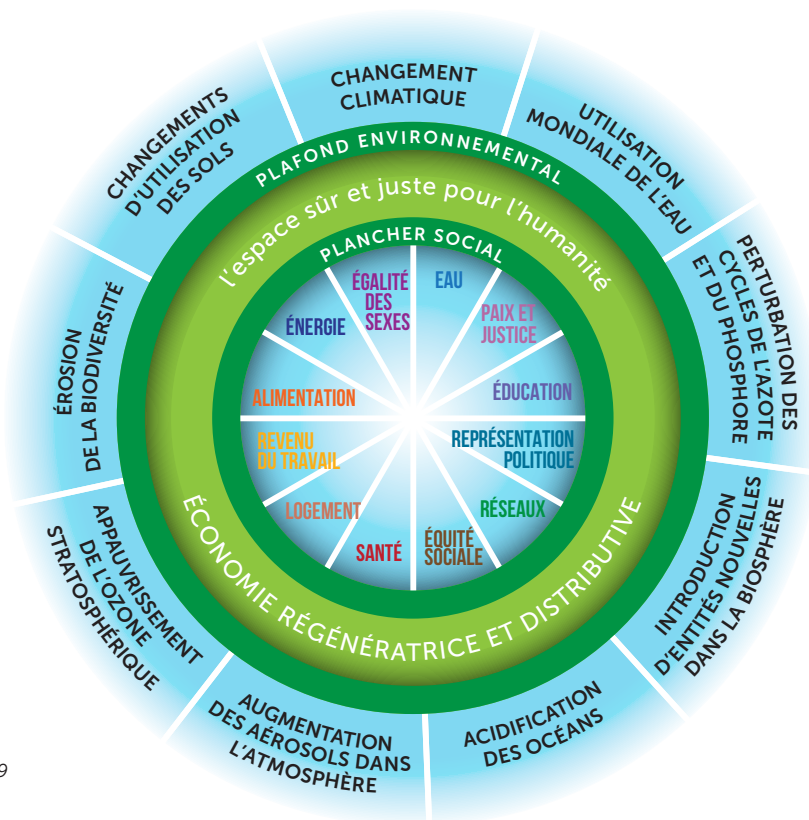 CHANGEMENT
CLIMATIQUE
UTILISATION
MONDIALE DE L'EAU
PERTURBATION DES
CYCLES DE L'AZOTE
ET DU PHOSPHORE
INTRODUCTION
D'ENTITÉS NOUVELLES
DANS LA BIOSPHÈRE
ACIDIFICATION
DES OCÉANS
AUGMENTATION
DES AÉROSOLS DANS
L'ATMOSPHÈRE
APPAUVRISSEMENT
DE L'OZONE
STRATOSPHÉRIQUE
ÉROSION
DE LA BIODIVERSITÉ
CHANGEMENTS
D'UTILISATION
DES SOLS
PLAFOND ENVIRONNEMENTAL
l'espace sûr et juste pour l'humanité
PLANCHER SOCIAL
EAU
PAIX ET
JUSTICE
ÉDUCATION
REPRÉSENTATION
POLITIQUE
RÉSEAUX
ÉQUITÉ
SOCIALE
SANTÉ
LOGEMENT
REVENU
DU TRAVAIL
ALIMENTATION
ÉNERGIE
ÉGALITÉ
DES
SEXES
ÉCONOMIE RÉGÉNÉRATRICE ET DISTRIBUTIVE
9